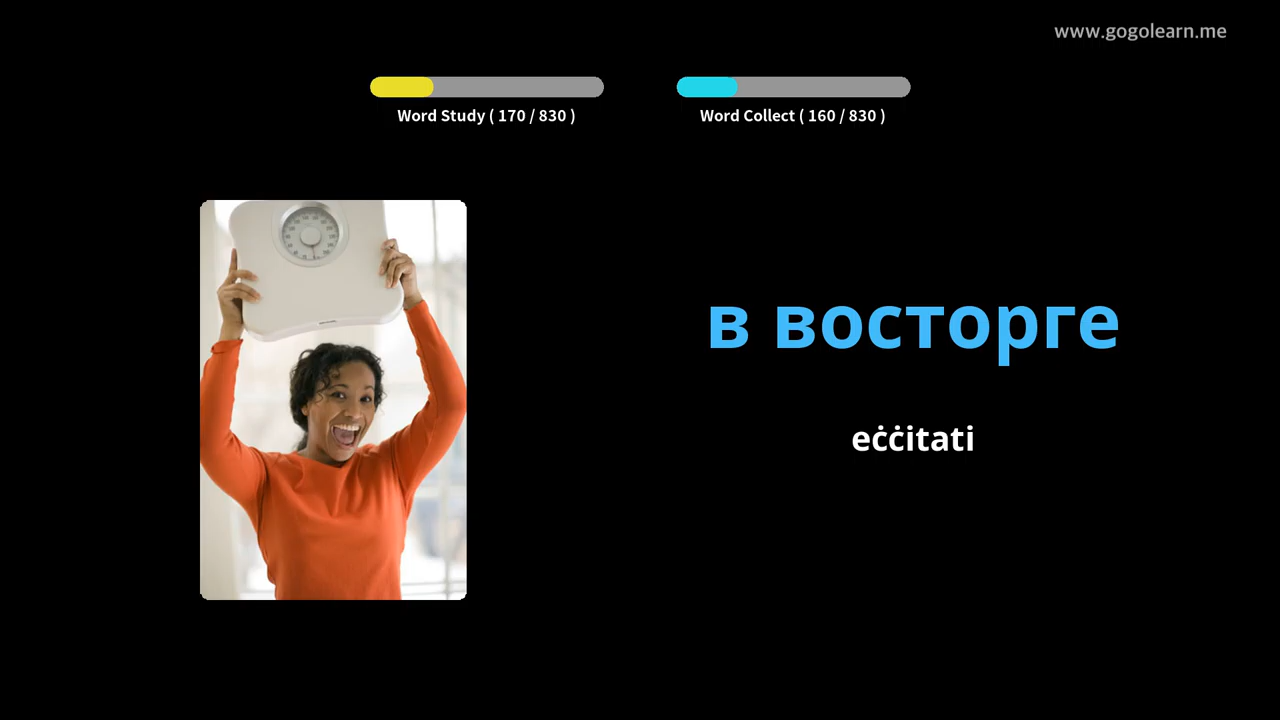 www.gogolearn.me
Word Study ( 170 / 830 )
Word Collect ( 160 / 830 )
в восторге
eċċitati